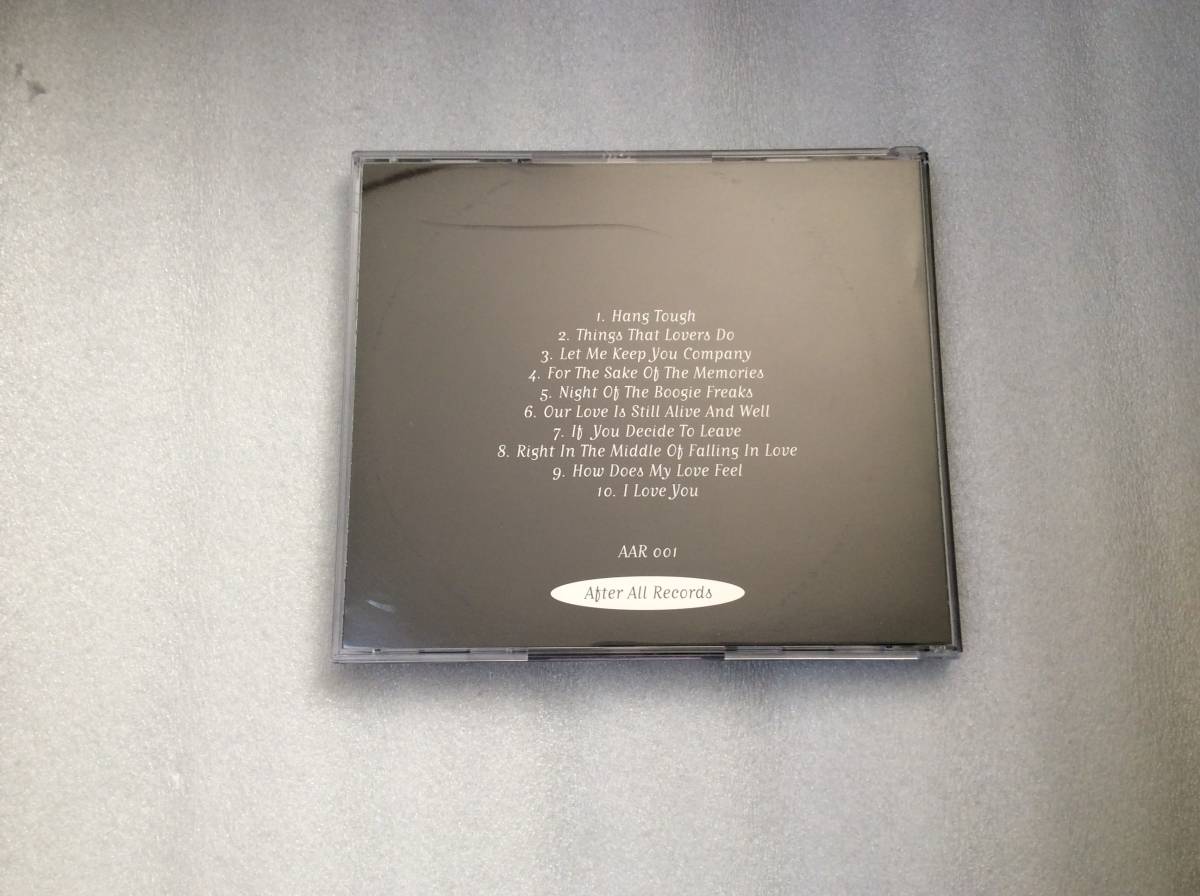 1. Hang Tough
2. Things That Lovers Do
3. Let Me Keep You Company
4. For The Sake Of The Memories
5. Night Of The Boogie Freaks
6. Our Love Is Still Alive And Well
7. If You Decide To Leave
8. Right In The Middle Of Falling In Love
9. How Does My Love Feel
10. I Love You
AAR 001
After All Records